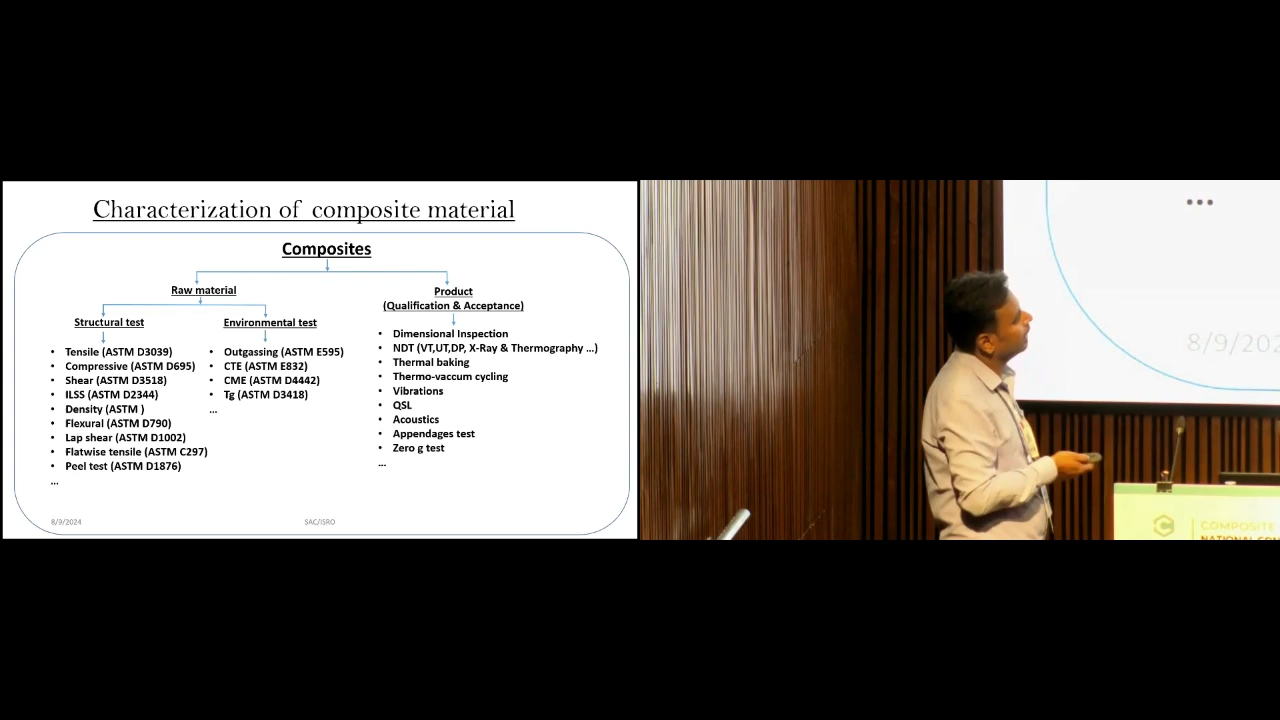 Characterization of composite material
Composites
Raw material
Product
(Qualification & Acceptance)
Structural test
Environmental test
• Tensile (ASTM D3039)
• Compressive (ASTM D695)
• Shear (ASTM D3518)
• ILSS (ASTM D2344)
• Density (ASTM )
• Flexural (ASTM D790)
• Lap shear (ASTM D1002)
• Flatwise tensile (ASTM C297)
• Peel test (ASTM D1876)
...
• Outgassing (ASTM E595)
• CTE (ASTM E832)
• CME (ASTM D4442)
• Tg (ASTM D3418)
...
• Dimensional Inspection
• NDT (VT,UT,DP, X-Ray & Thermography ...)
• Thermal baking
• Thermo-vaccum cycling
• Vibrations
• QSL
• Acoustics
• Appendages test
• Zero g test
...
8/9/2024
SAC/ISRO
...
8/9/202
COMPOSITE
NATIONAL CON